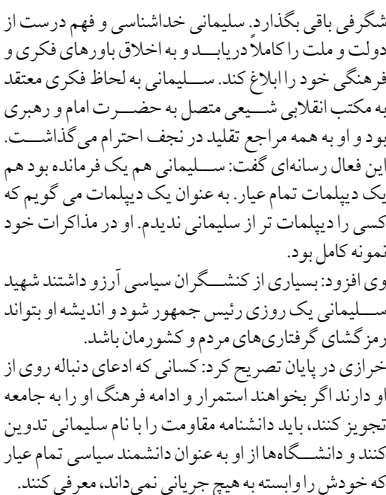 شگرفی باقی بگذارد. سلیمانی خداشناسی و فهم درست از
دولت و ملت را کاملاً دریابد و به اخلاق باورهای فکری و
فرهنگی خود را ابلاغ کند. سلیمانی به لحاظ فکری معتقد
به مکتب انقلابی شیعی متصل به حضرت امام و رهبری
بود و او به همه مراجع تقلید در نجف احترام می‌گذاشت.
این فعال رسانه‌ای گفت: سلیمانی هم یک فرمانده بود هم
یک دیپلمات تمام عیار. به عنوان یک دیپلمات می گویم که
کسی را دیپلمات تر از سلیمانی ندیدم. او در مذاکرات خود
نمونه کامل بود.
وی افزود: بسیاری از کنشگران سیاسی آرزو داشتند شهید
سلیمانی یک روزی رئیس جمهور شود و اندیشه او بتواند
رمزگشای گرفتاری‌های مردم و کشورمان باشد.
خرازی در پایان تصریح کرد: کسانی که ادعای دنباله روی از
او دارند اگر بخواهند استمرار و ادامه فرهنگ او را به جامعه
تجویز کنند، باید دانشنامه مقاومت را با نام سلیمانی تدوین
کنند و دانشگاه‌ها از او به عنوان دانشمند سیاسی تمام عیار
که خودش را وابسته به هیچ جریانی نمی‌داند، معرفی کنند.